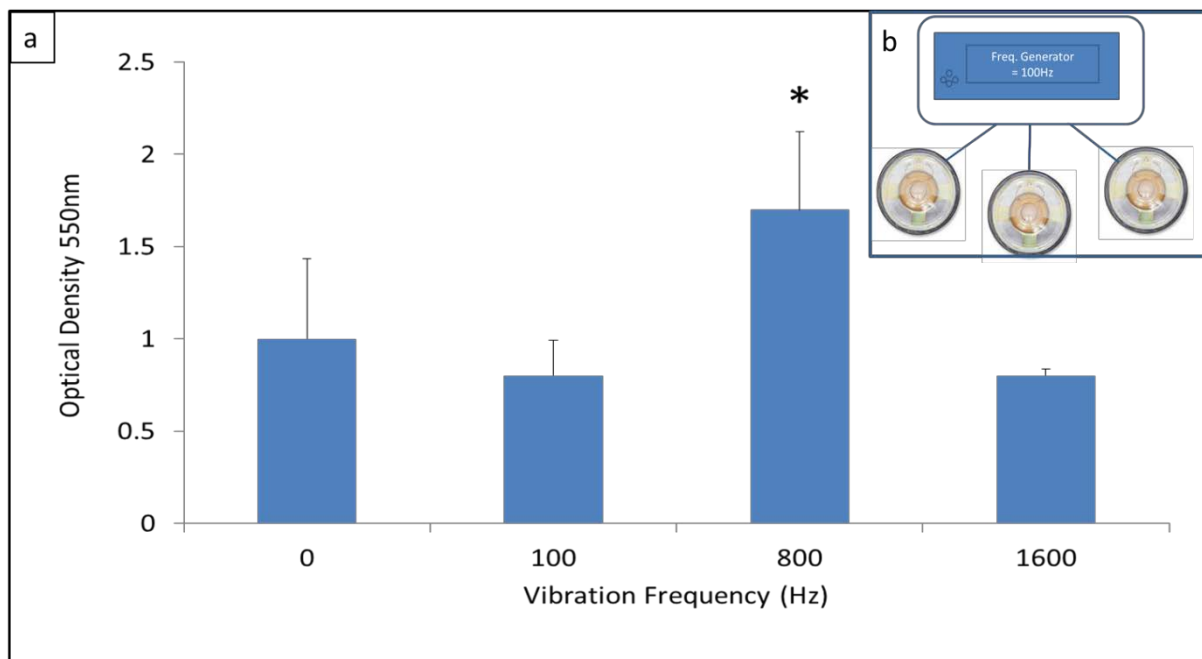 a
2.5
2
1.5
1
0.5
0
Optical Density 550nm
*
0 100 800 1600
Vibration Frequency (Hz)
b
Freq. Generator
= 100Hz